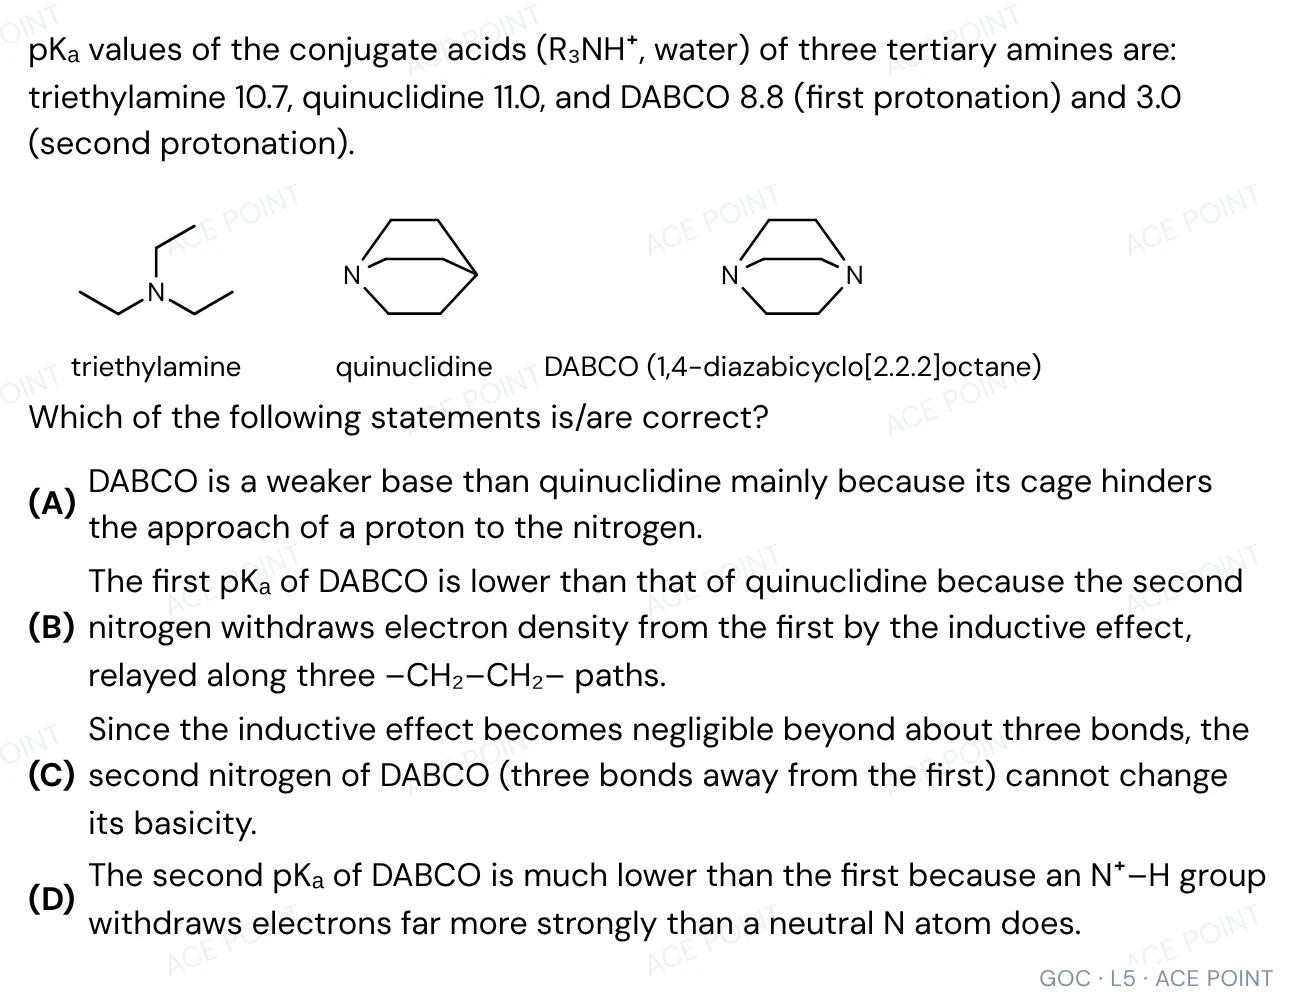 pKₐ values of the conjugate acids (R₃NH⁺, water) of three tertiary amines are:
triethylamine 10.7, quinuclidine 11.0, and DABCO 8.8 (first protonation) and 3.0
(second protonation).
N
N
N N
triethylamine quinuclidine DABCO (1,4-diazabicyclo[2.2.2]octane)
Which of the following statements is/are correct?
(A) DABCO is a weaker base than quinuclidine mainly because its cage hinders
the approach of a proton to the nitrogen.
The first pKₐ of DABCO is lower than that of quinuclidine because the second
(B) nitrogen withdraws electron density from the first by the inductive effect,
relayed along three –CH₂–CH₂– paths.
Since the inductive effect becomes negligible beyond about three bonds, the
(C) second nitrogen of DABCO (three bonds away from the first) cannot change
its basicity.
(D) The second pKₐ of DABCO is much lower than the first because an N⁺–H group
withdraws electrons far more strongly than a neutral N atom does.
ACE POINT
GOC · L5 · ACE POINT